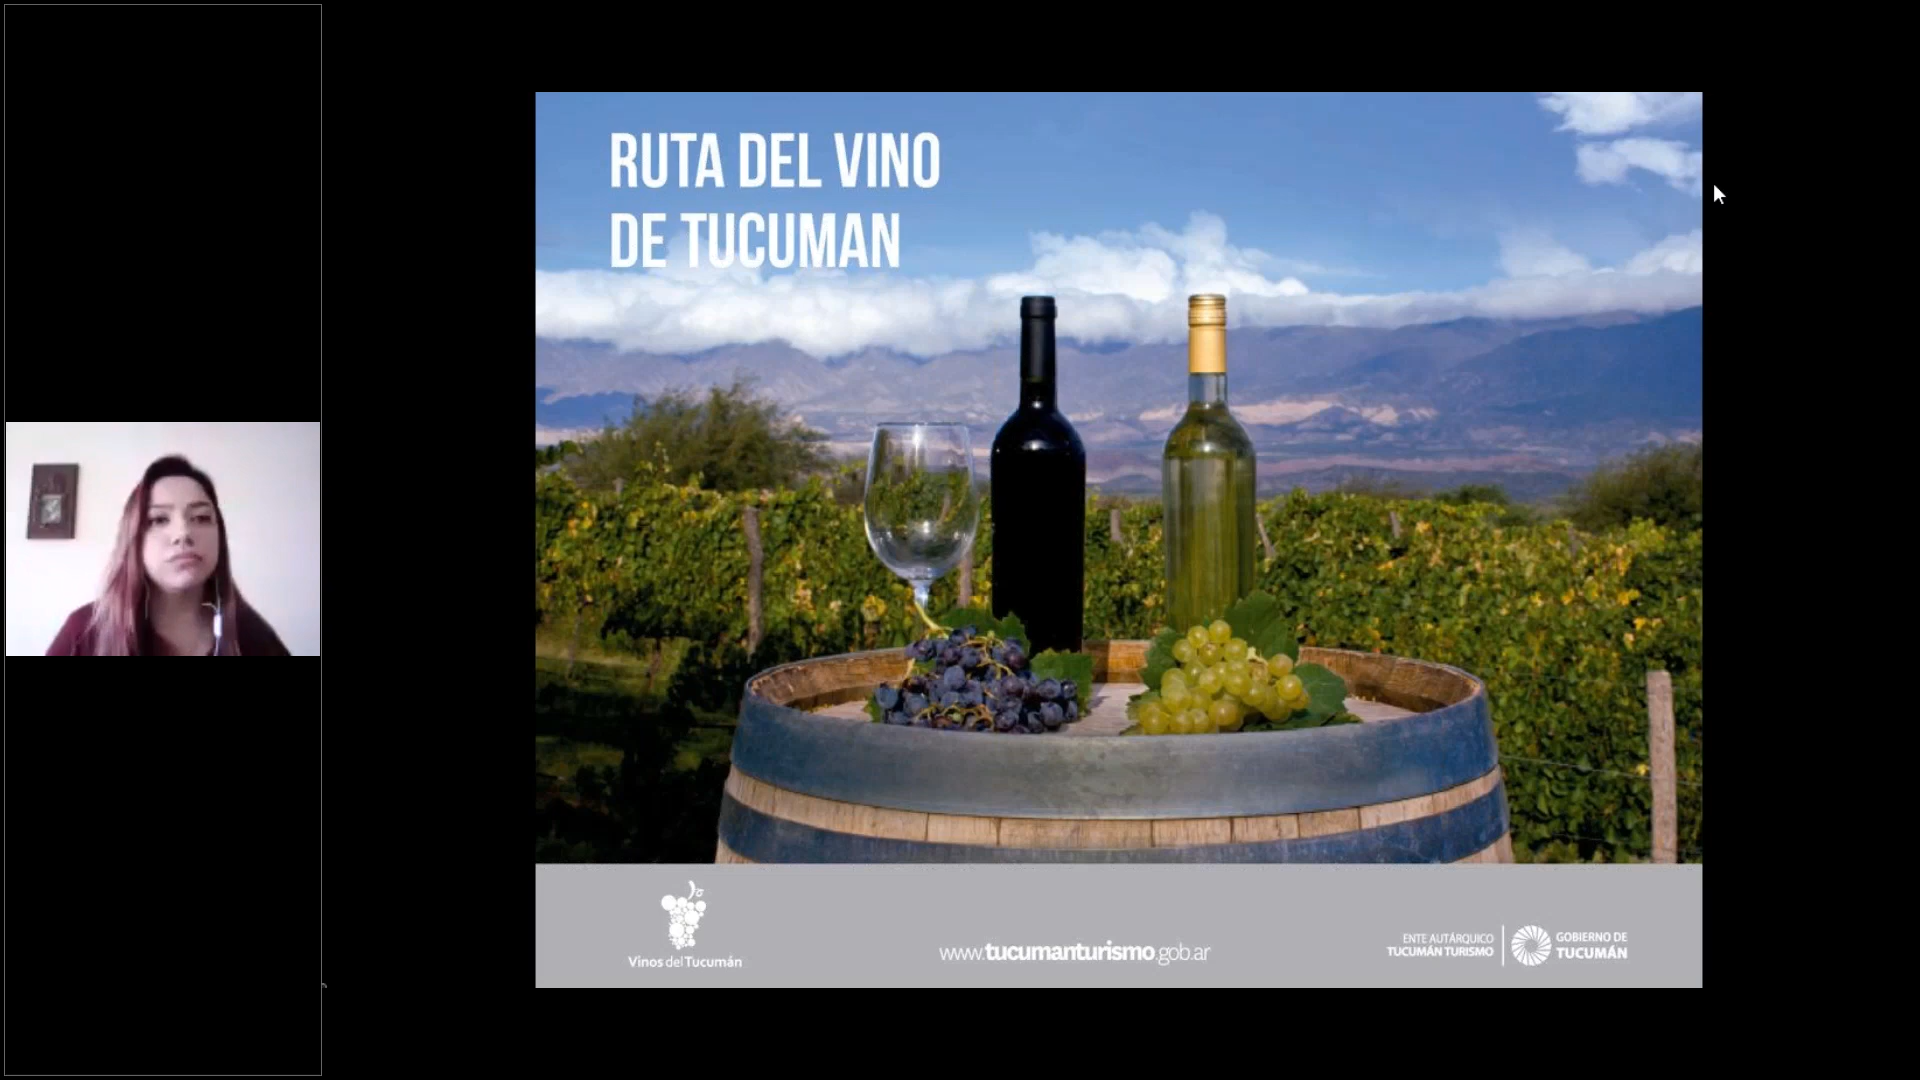 RUTA DEL VINO
DE TUCUMAN
Vinos del Tucumán
www.tucumanturismo.gob.ar
ENTE AUTÁRQUICO
TUCUMÁN TURISMO
GOBIERNO DE
TUCUMÁN